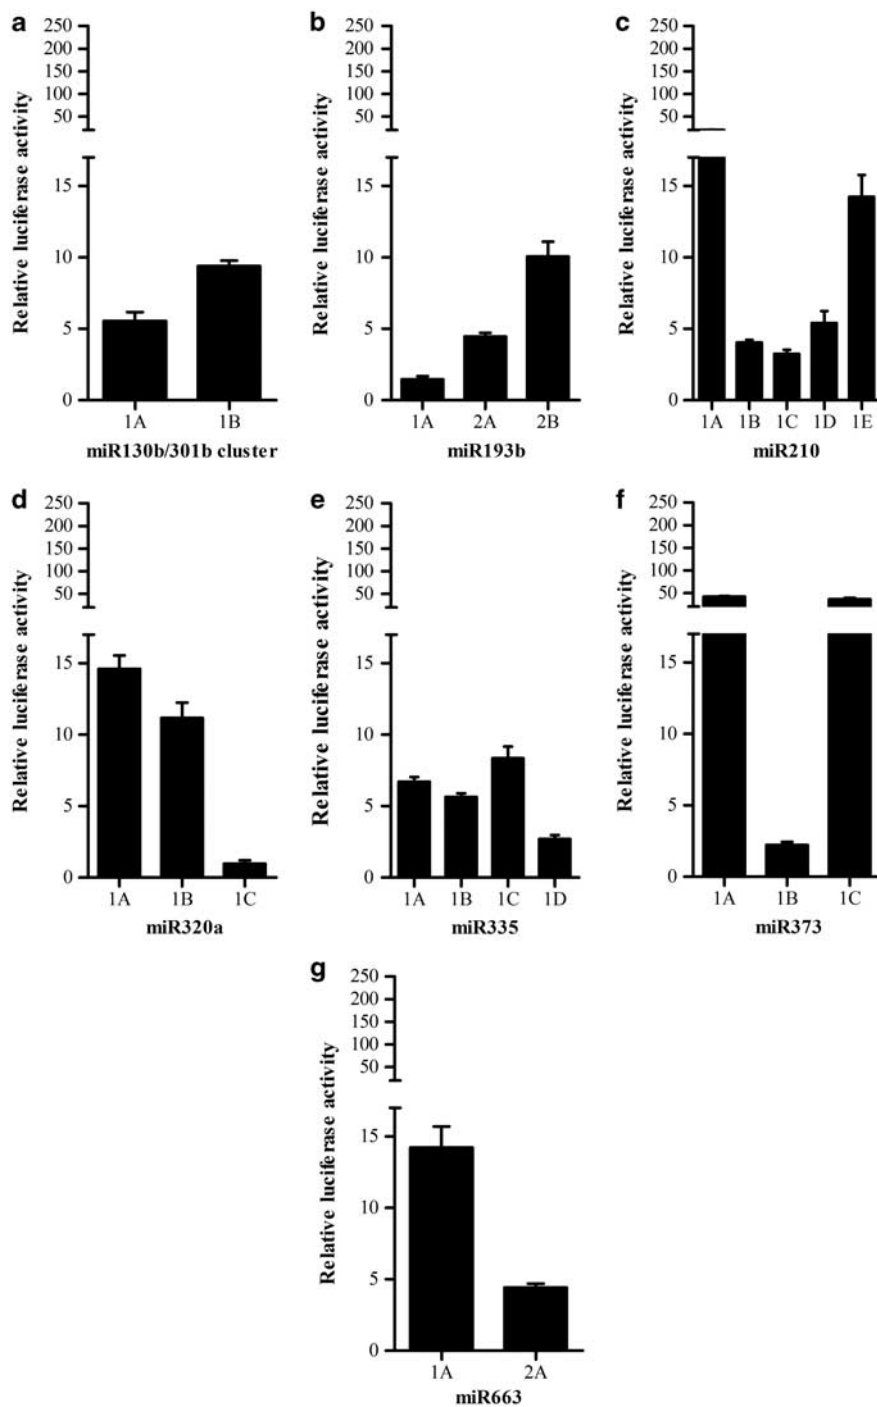 a
b
c
250
200
150
100
50
15
10
5
0
Relative luciferase activity
1A 1B
miR130b/301b cluster
250
200
150
100
50
15
10
5
0
Relative luciferase activity
1A 2A 2B
miR193b
250
200
150
100
50
15
10
5
0
Relative luciferase activity
1A 1B 1C 1D 1E
miR210
d
e
f
250
200
150
100
50
15
10
5
0
Relative luciferase activity
1A 1B 1C
miR320a
250
200
150
100
50
15
10
5
0
Relative luciferase activity
1A 1B 1C 1D
miR335
250
200
150
100
50
15
10
5
0
Relative luciferase activity
1A 1B 1C
miR373
g
250
200
150
100
50
15
10
5
0
Relative luciferase activity
1A 2A
miR663